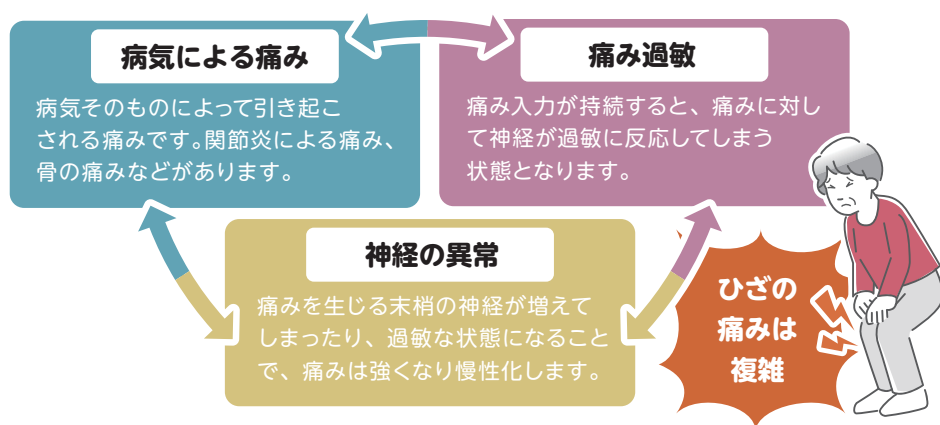 病気による痛み
病気そのものによって引き起こ
される痛みです。関節炎による痛み、
骨の痛みなどがあります。
痛み過敏
痛み入力が持続すると、痛みに対し
て神経が過敏に反応してしまう
状態となります。
神経の異常
痛みを生じる末梢の神経が増えて
しまったり、過敏な状態になること
で、痛みは強くなり慢性化します。
ひざの
痛みは
複雑